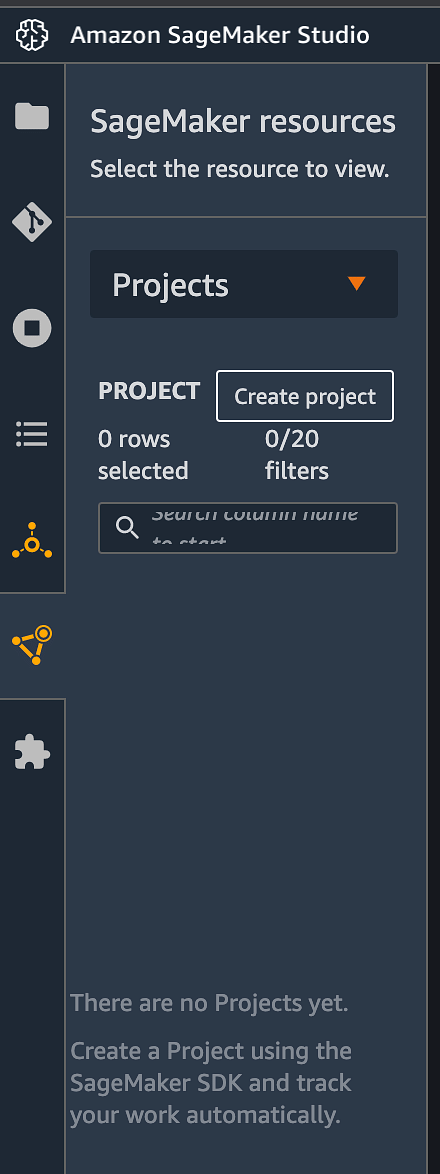 Amazon SageMaker Studio
SageMaker resources
Select the resource to view.
Projects
PROJECT
Create project
0 rows
selected
0/20
filters
Search column name
to start
There are no Projects yet.
Create a Project using the
SageMaker SDK and track
your work automatically.